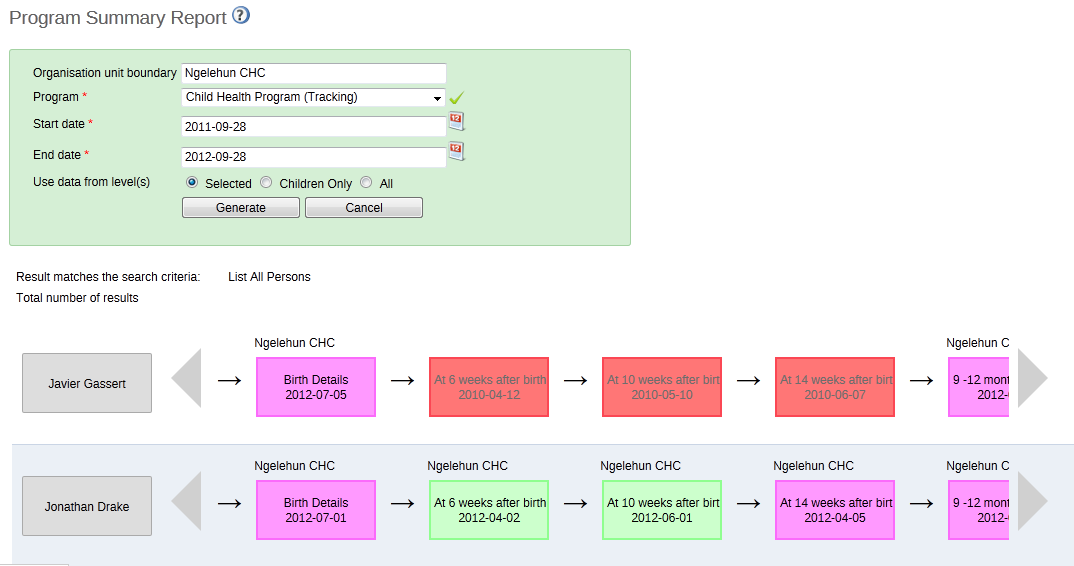 Program Summary Report ?
Organisation unit boundary Ngelehun CHC
Program * Child Health Program (Tracking)
Start date * 2011-09-28
12
End date * 2012-09-28
12
Use data from level(s) Selected Children Only All
Generate Cancel
Result matches the search criteria: List All Persons
Total number of results
Ngelehun CHC Ngelehun C
Javier Gassert
Birth Details
2012-07-05
At 6 weeks after birth
2010-04-12
At 10 weeks after birt
2010-05-10
At 14 weeks after birt
2010-06-07
9 -12 mont
2012-
Ngelehun CHC Ngelehun CHC Ngelehun CHC Ngelehun CHC Ngelehun C
Jonathan Drake
Birth Details
2012-07-01
At 6 weeks after birth
2012-04-02
At 10 weeks after birt
2012-06-01
At 14 weeks after birt
2012-04-05
9 -12 mont
2012-